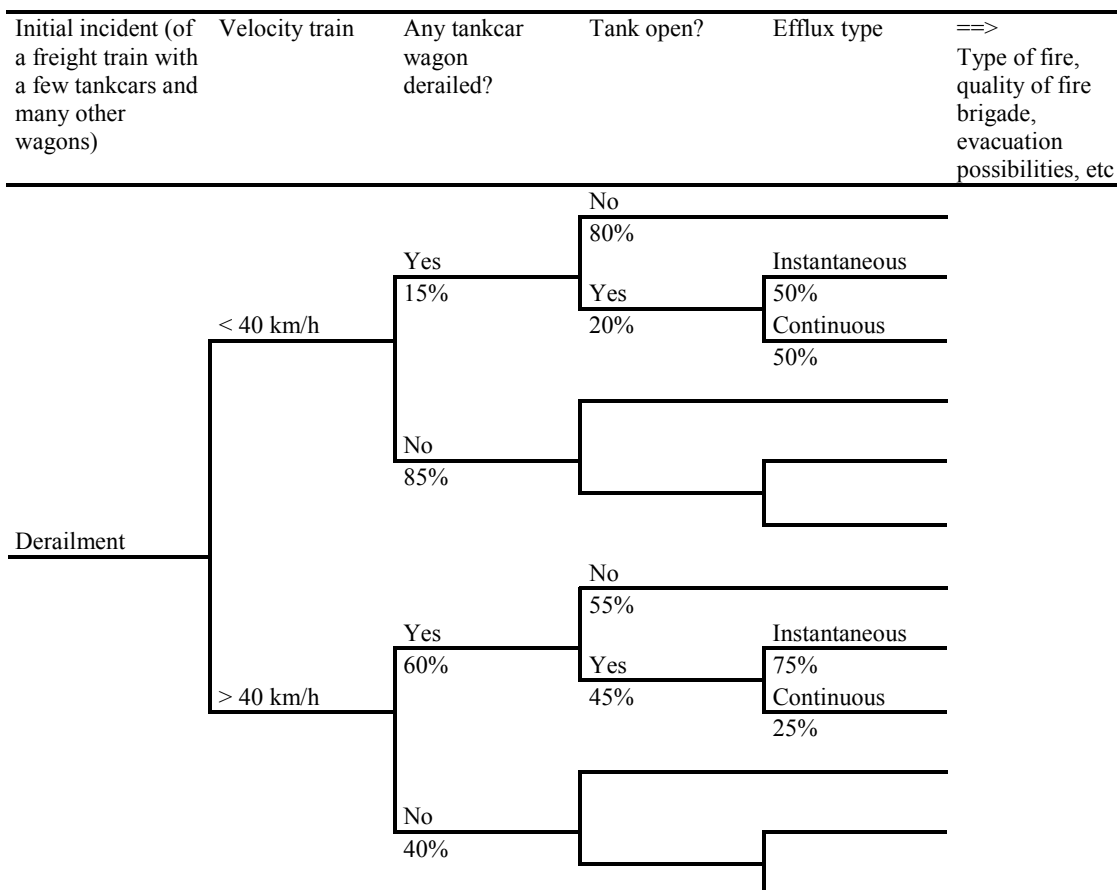 Initial incident (of
a freight train with
a few tankcars and
many other
wagons)
Velocity train
Any tankcar
wagon
derailed?
Tank open?
Efflux type
==>
Type of fire,
quality of fire
brigade,
evacuation
possibilities, etc
No
80%
Yes
15%
Instantaneous
50%
Yes
20%
Continuous
50%
< 40 km/h
No
85%
Derailment
No
55%
Yes
60%
Instantaneous
75%
Yes
45%
Continuous
25%
> 40 km/h
No
40%